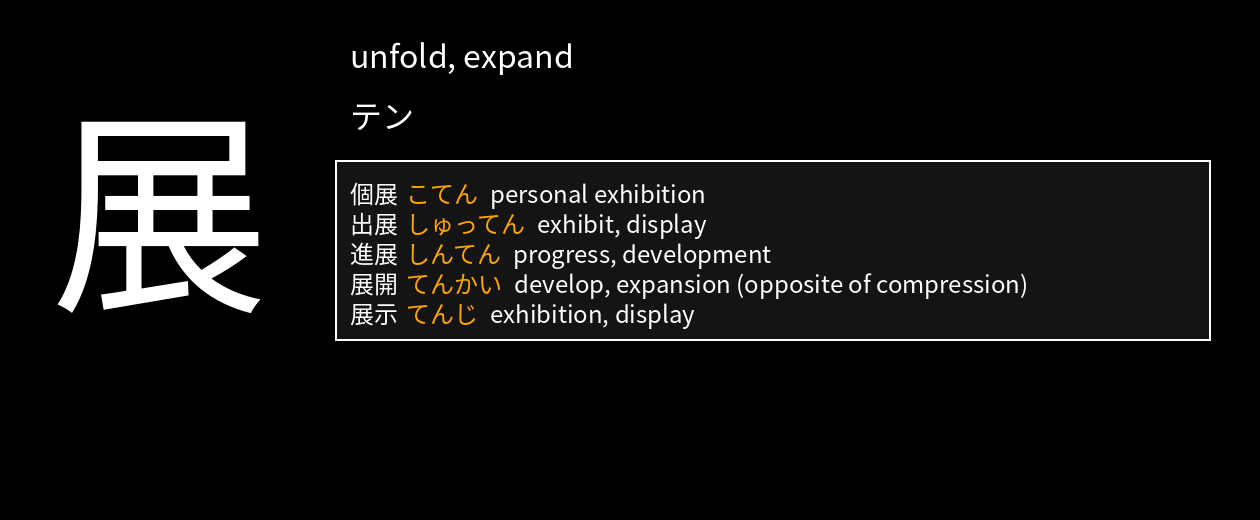 展
unfold, expand
テン
個展 こてん personal exhibition
出展 しゅってん exhibit, display
進展 しんてん progress, development
展開 てんかい develop, expansion (opposite of compression)
展示 てんじ exhibition, display